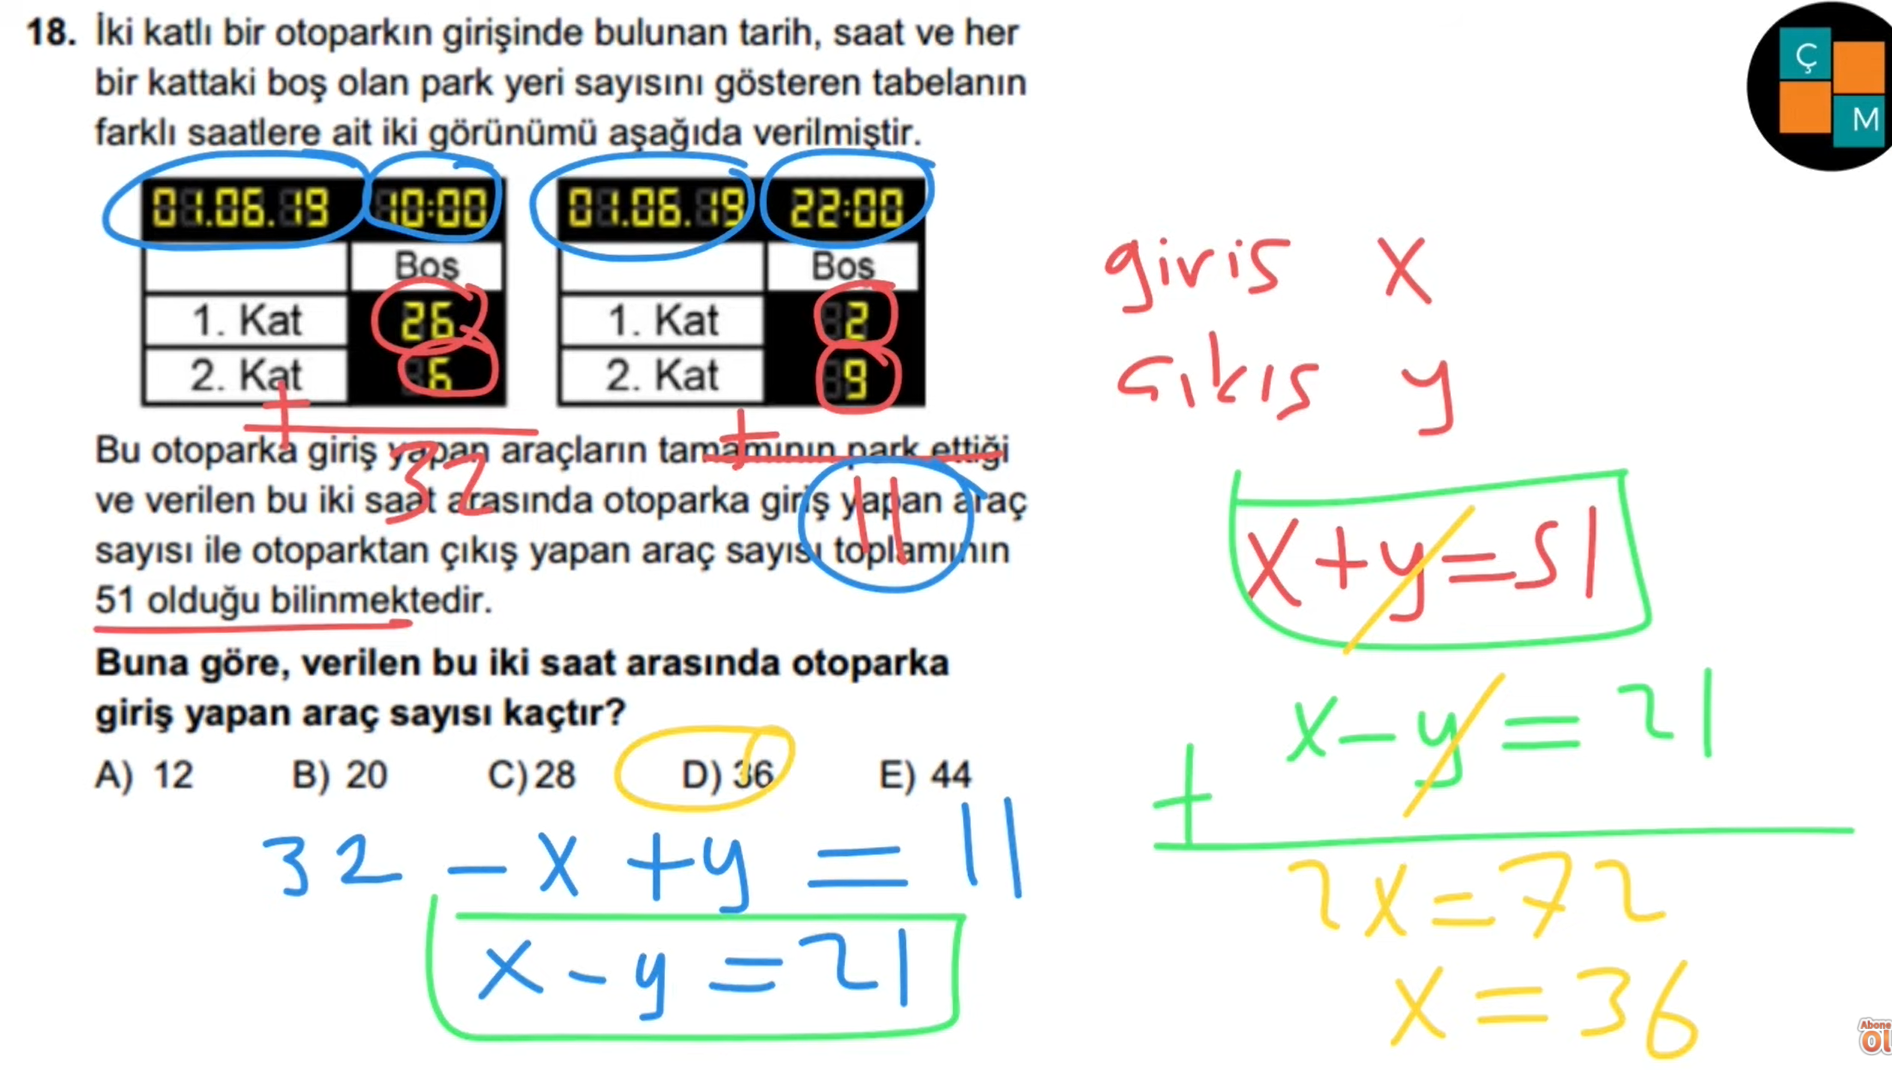 18. İki katlı bir otoparkın girişinde bulunan tarih, saat ve her
bir kattaki boş olan park yeri sayısını gösteren tabelanın
farklı saatlere ait iki görünümü aşağıda verilmiştir.
01.06.19 10:00
Boş
1. Kat 26
2. Kat 6
+
32
01.06.19 22:00
Boş
1. Kat 2
2. Kat 9
+
11
Bu otoparka giriş yapan araçların tamamının park ettiği
ve verilen bu iki saat arasında otoparka giriş yapan araç
sayısı ile otoparktan çıkış yapan araç sayısı toplamının
51 olduğu bilinmektedir.
Buna göre, verilen bu iki saat arasında otoparka
giriş yapan araç sayısı kaçtır?
A) 12 B) 20 C) 28 D) 36 E) 44
32 - x + y = 11
x - y = 21
Ç
M
giriş x
çıkış y
x + y = 51
x - y = 21
+
2x = 72
x = 36
Abone
Ol